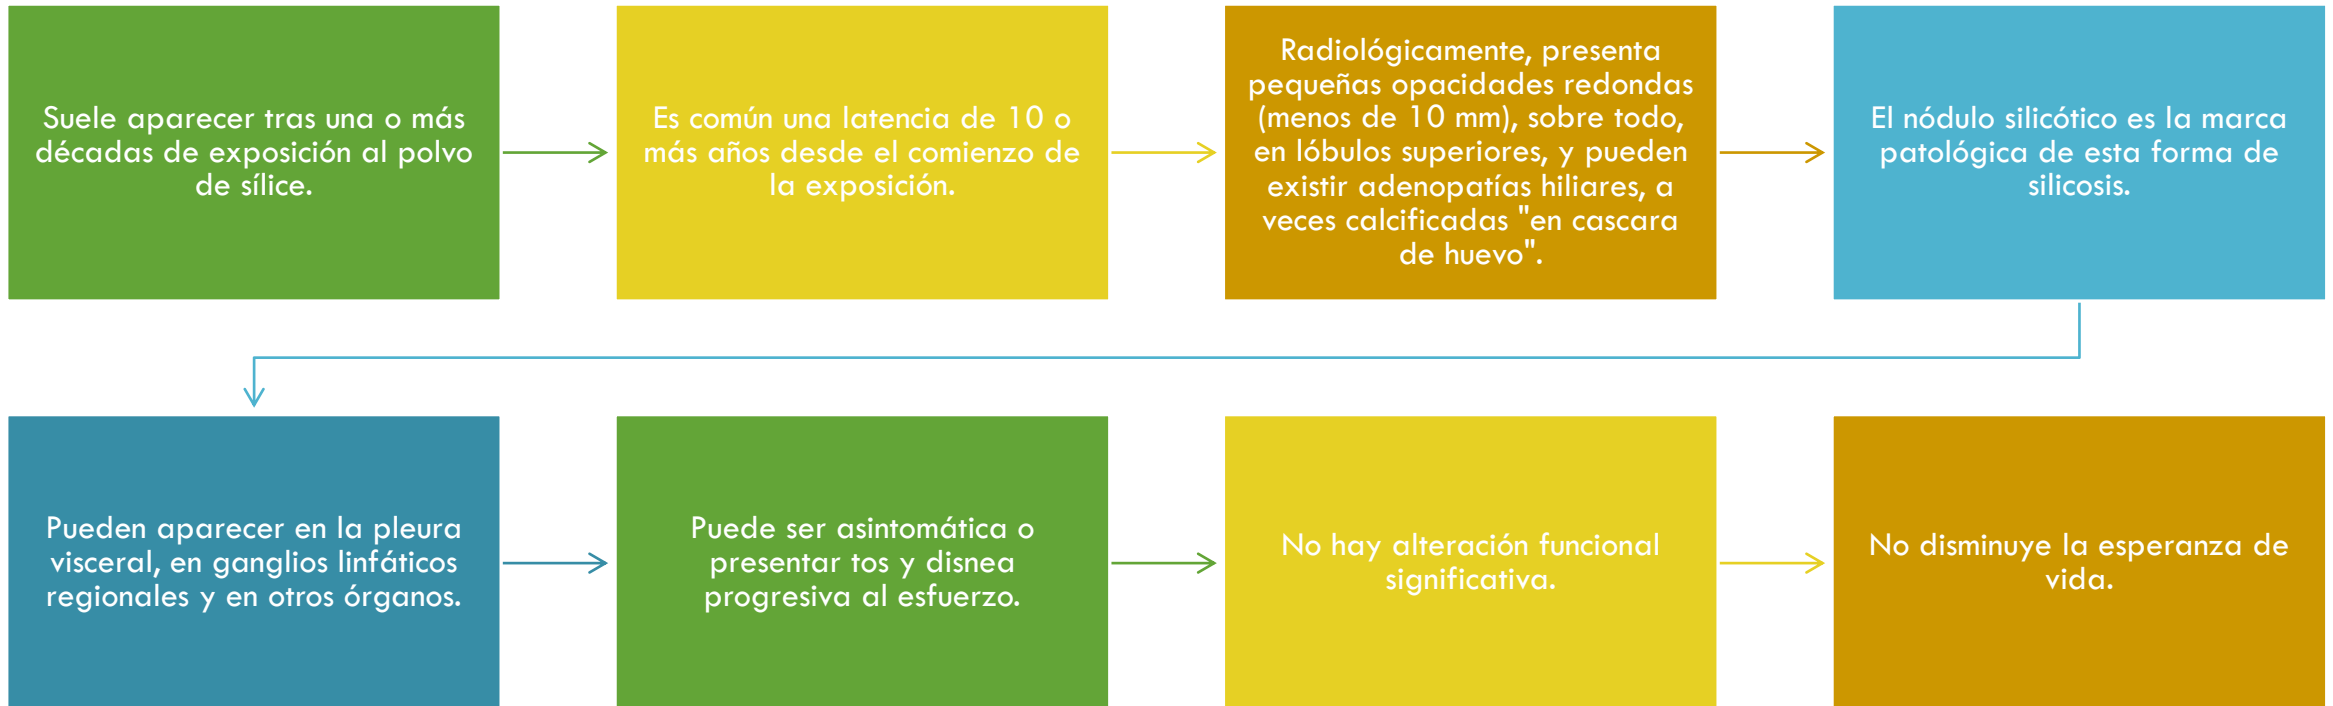 Suele aparecer tras una o más
décadas de exposición al polvo
de sílice.
Es común una latencia de 10 o
más años desde el comienzo de
la exposición.
Radiológicamente, presenta
pequeñas opacidades redondas
(menos de 10 mm), sobre todo,
en lóbulos superiores, y pueden
existir adenopatías hiliares, a
veces calcificadas "en cascara
de huevo".
El nódulo silicótico es la marca
patológica de esta forma de
silicosis.
Pueden aparecer en la pleura
visceral, en ganglios linfáticos
regionales y en otros órganos.
Puede ser asintomática o
presentar tos y disnea
progresiva al esfuerzo.
No hay alteración funcional
significativa.
No disminuye la esperanza de
vida.